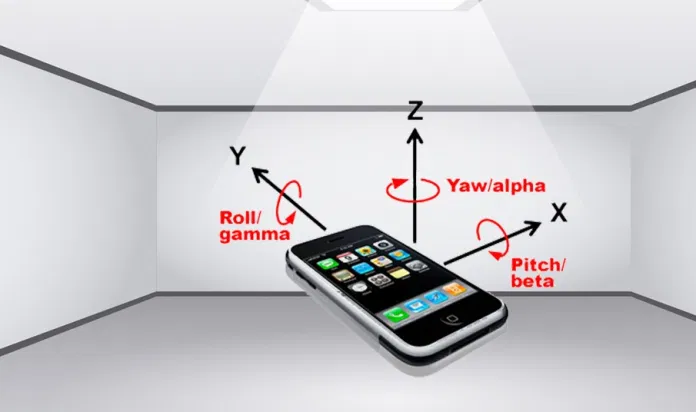 Z
Y
Yaw/alpha
Roll/
gamma
X
Pitch/
beta